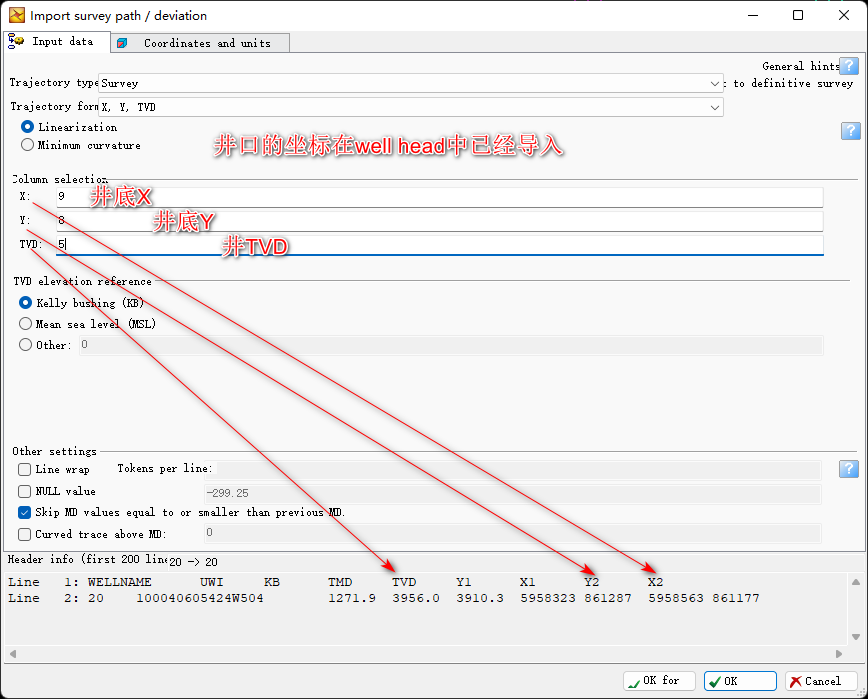 Import survey path / deviation
Input data
Coordinates and units
General hints
Trajectory type
Survey
: to definitive survey
Trajectory form
X, Y, TVD
Linearization
Minimum curvature
井口的坐标在well head中已经导入
Column selection
X: 9 井底X
Y: 8 井底Y
TVD: 5 井TVD
TVD elevation reference
Kelly bushing (KB)
Mean sea level (MSL)
Other: 0
Other settings
Line wrap Tokens per line:
NULL value -299.25
Skip MD values equal to or smaller than previous MD.
Curved trace above MD: 0
Header info (first 200 line 20 -> 20
Line 1: WELLNAME UWI KB TMD TVD Y1 X1 Y2 X2
Line 2: 20 100040605424W504 1271.9 3956.0 3910.3 5958323 861287 5958563 861177
OK for
OK
Cancel